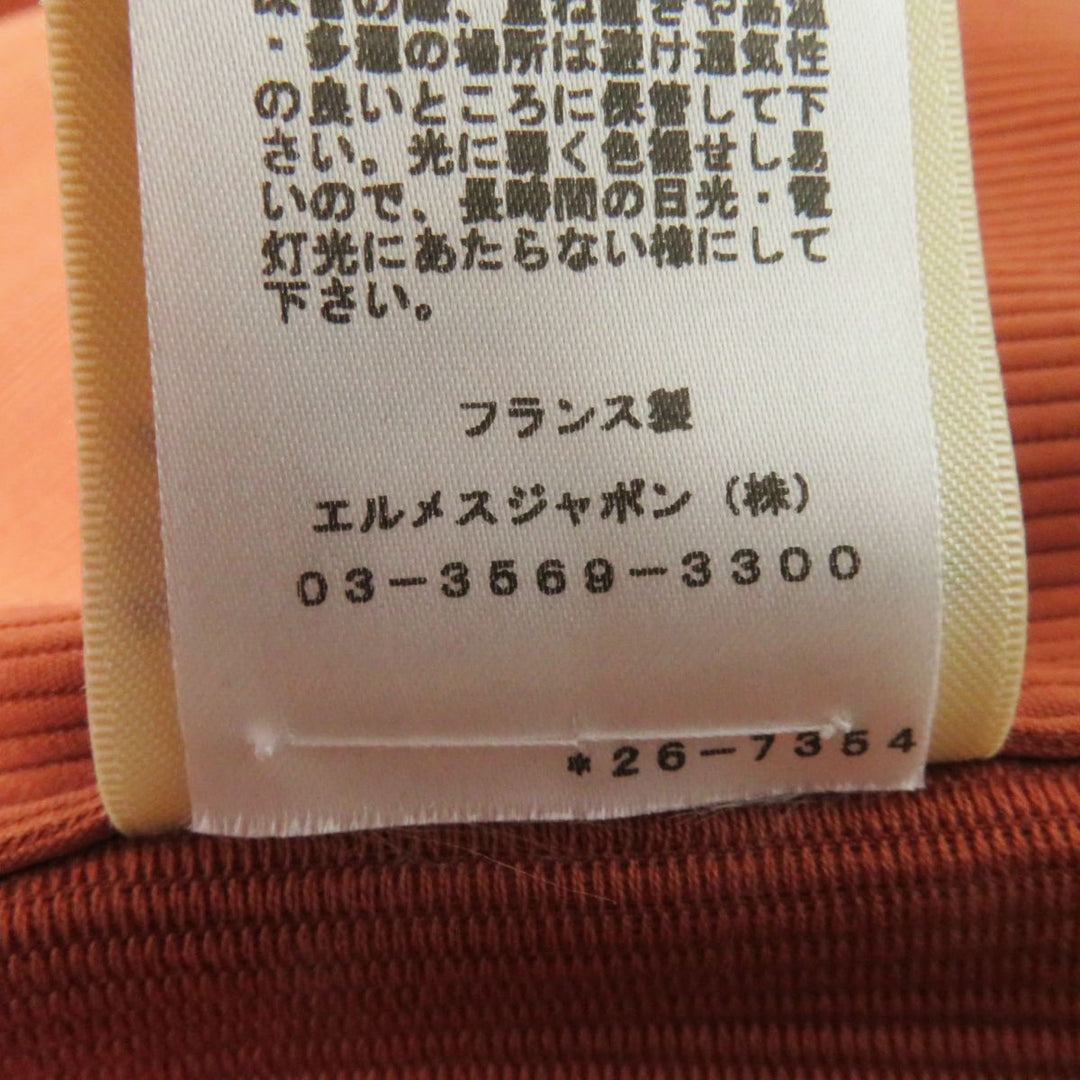 ・多湿の場所は避け通気性
の良いところに保管して下
さい。光に弱く色褪せし易
いので、長時間の日光・電
灯光にあたらない様にして
下さい。
フランス製
エルメスジャポン（株）
03-3569-3300
*26-7354